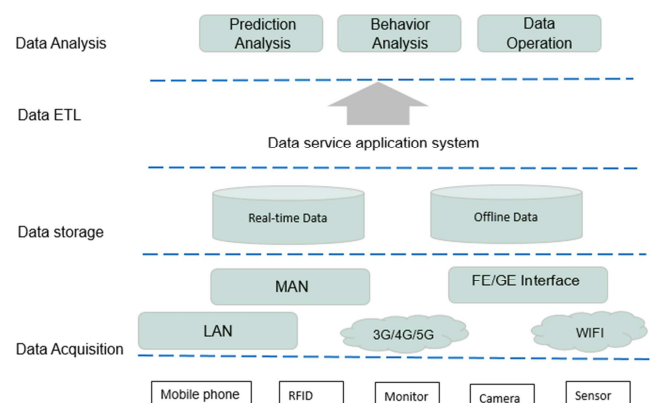 Prediction
Analysis
Behavior
Analysis
Data
Operation
Data Analysis
Data ETL
Data service application system
Real-time Data
Offline Data
Data storage
MAN
FE/GE Interface
LAN
3G/4G/5G
WIFI
Data Acquisition
Mobile phone
RFID
Monitor
Camera
Sensor